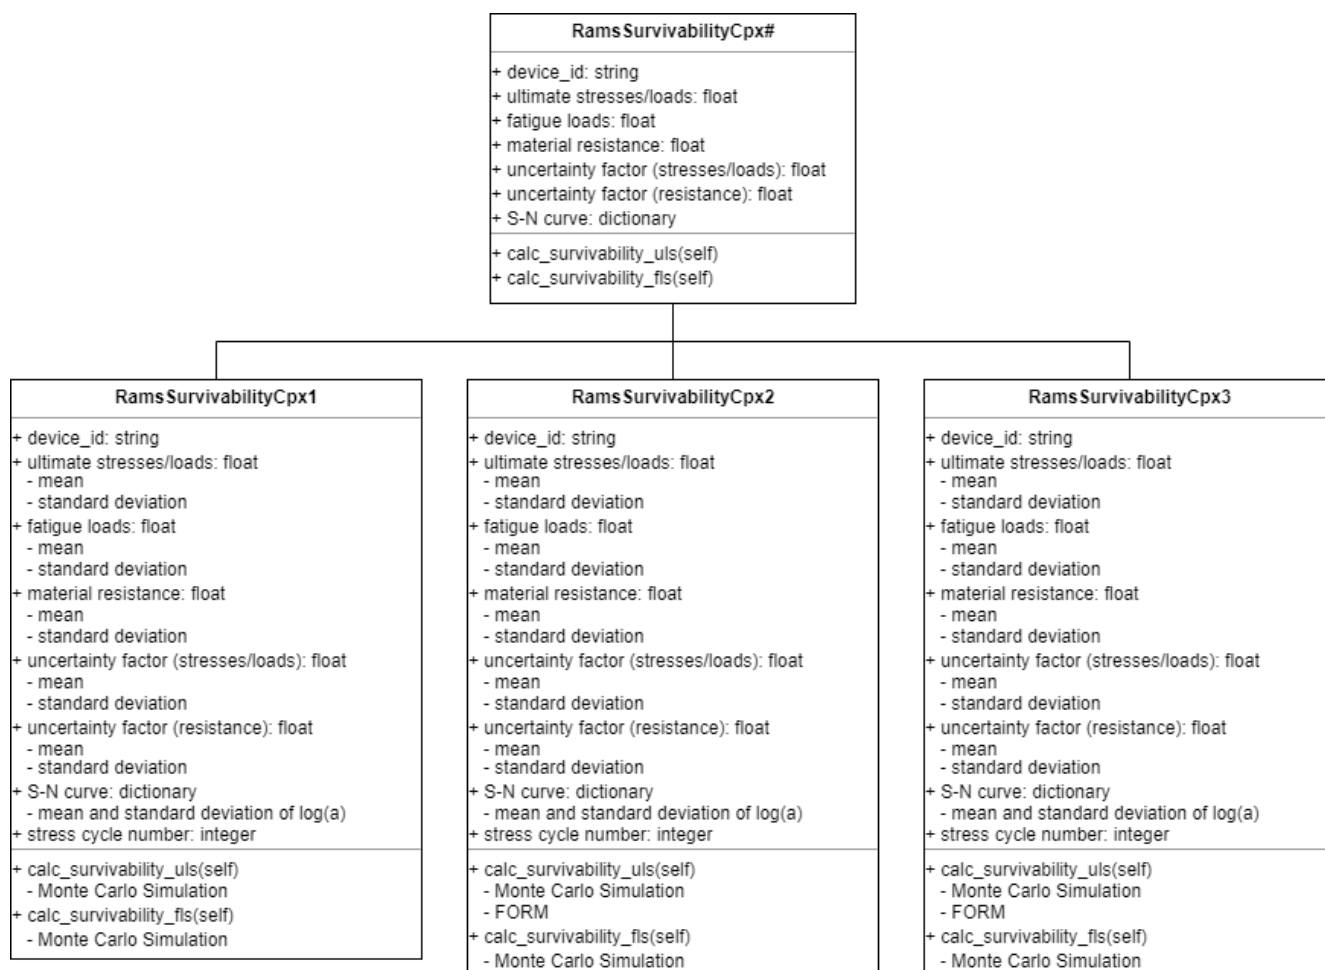 RamsSurvivabilityCpx#
+ device_id: string
+ ultimate stresses/loads: float
+ fatigue loads: float
+ material resistance: float
+ uncertainty factor (stresses/loads): float
+ uncertainty factor (resistance): float
+ S-N curve: dictionary
+ calc_survivability_uls(self)
+ calc_survivability_fls(self)
RamsSurvivabilityCpx1
+ device_id: string
+ ultimate stresses/loads: float
- mean
- standard deviation
+ fatigue loads: float
- mean
- standard deviation
+ material resistance: float
- mean
- standard deviation
+ uncertainty factor (stresses/loads): float
- mean
- standard deviation
+ uncertainty factor (resistance): float
- mean
- standard deviation
+ S-N curve: dictionary
- mean and standard deviation of log(a)
+ stress cycle number: integer
+ calc_survivability_uls(self)
- Monte Carlo Simulation
+ calc_survivability_fls(self)
- Monte Carlo Simulation
RamsSurvivabilityCpx2
+ device_id: string
+ ultimate stresses/loads: float
- mean
- standard deviation
+ fatigue loads: float
- mean
- standard deviation
+ material resistance: float
- mean
- standard deviation
+ uncertainty factor (stresses/loads): float
- mean
- standard deviation
+ uncertainty factor (resistance): float
- mean
- standard deviation
+ S-N curve: dictionary
- mean and standard deviation of log(a)
+ stress cycle number: integer
+ calc_survivability_uls(self)
- Monte Carlo Simulation
- FORM
+ calc_survivability_fls(self)
- Monte Carlo Simulation
RamsSurvivabilityCpx3
+ device_id: string
+ ultimate stresses/loads: float
- mean
- standard deviation
+ fatigue loads: float
- mean
- standard deviation
+ material resistance: float
- mean
- standard deviation
+ uncertainty factor (stresses/loads): float
- mean
- standard deviation
+ uncertainty factor (resistance): float
- mean
- standard deviation
+ S-N curve: dictionary
- mean and standard deviation of log(a)
+ stress cycle number: integer
+ calc_survivability_uls(self)
- Monte Carlo Simulation
- FORM
+ calc_survivability_fls(self)
- Monte Carlo Simulation